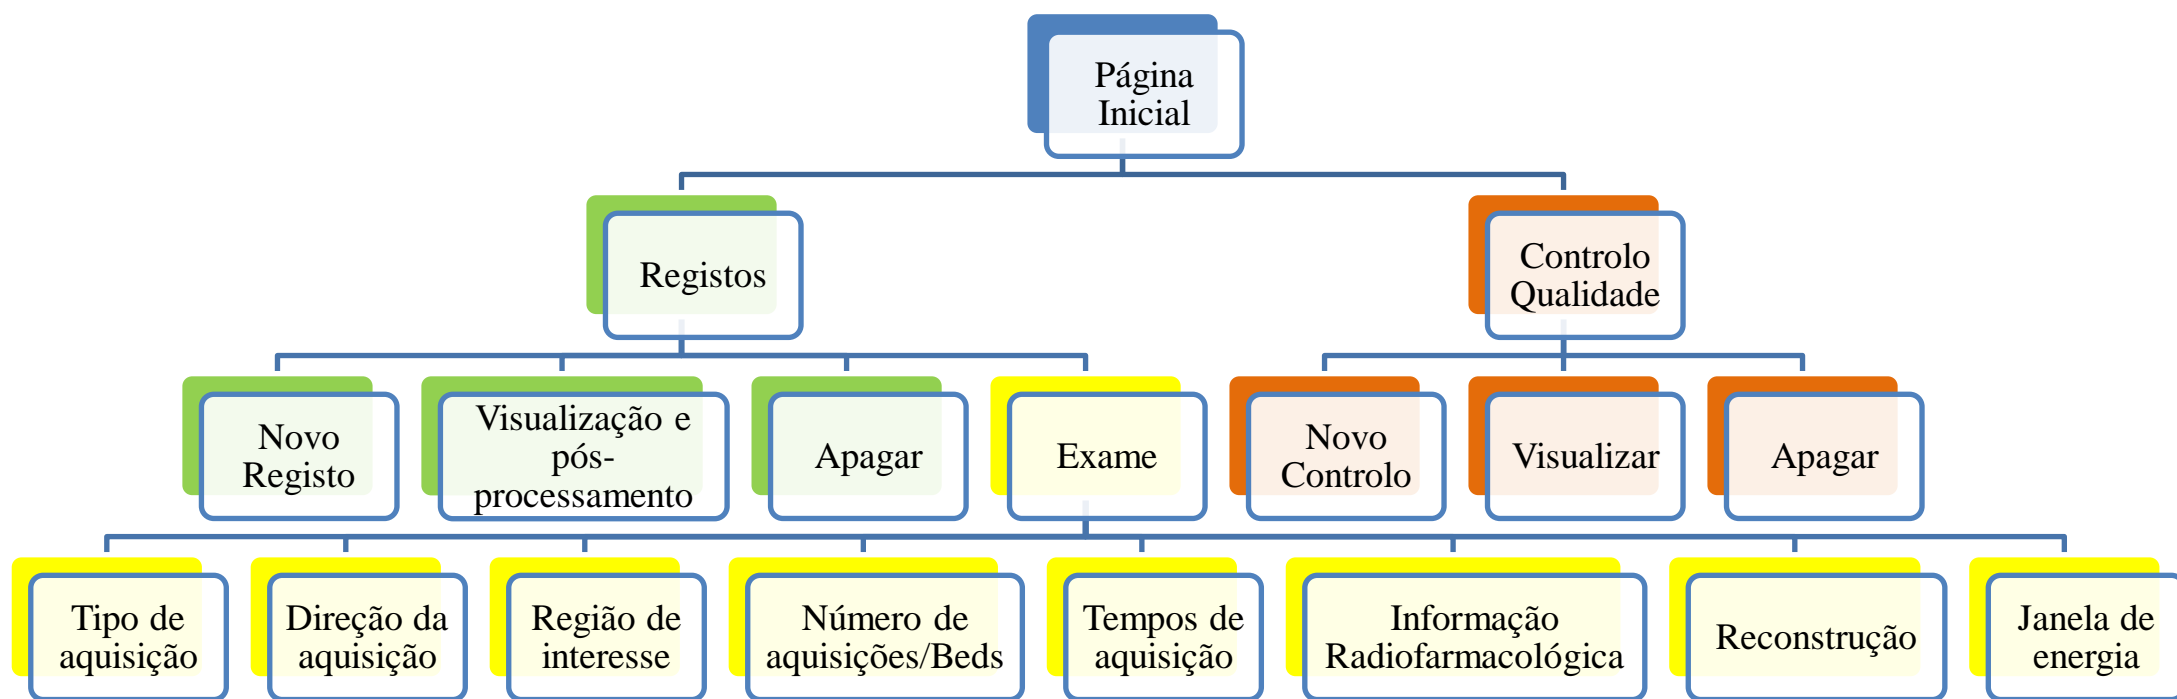 Página
Inicial
Registos
Controlo
Qualidade
Novo
Registo
Visualização e
pós-
processamento
Apagar
Exame
Novo
Controlo
Visualizar
Apagar
Tipo de
aquisição
Direção da
aquisição
Região de
interesse
Número de
aquisições/Beds
Tempos de
aquisição
Informação
Radiofarmacológica
Reconstrução
Janela de
energia